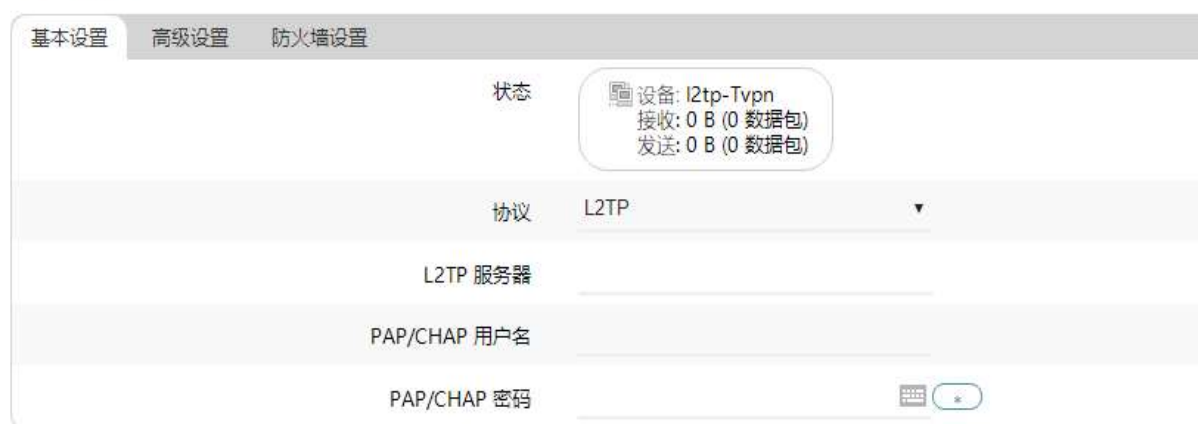 基本设置 高级设置 防火墙设置
状态
设备: l2tp-Tvpn
接收: 0 B (0 数据包)
发送: 0 B (0 数据包)
协议 L2TP
L2TP 服务器
PAP/CHAP 用户名
PAP/CHAP 密码 *